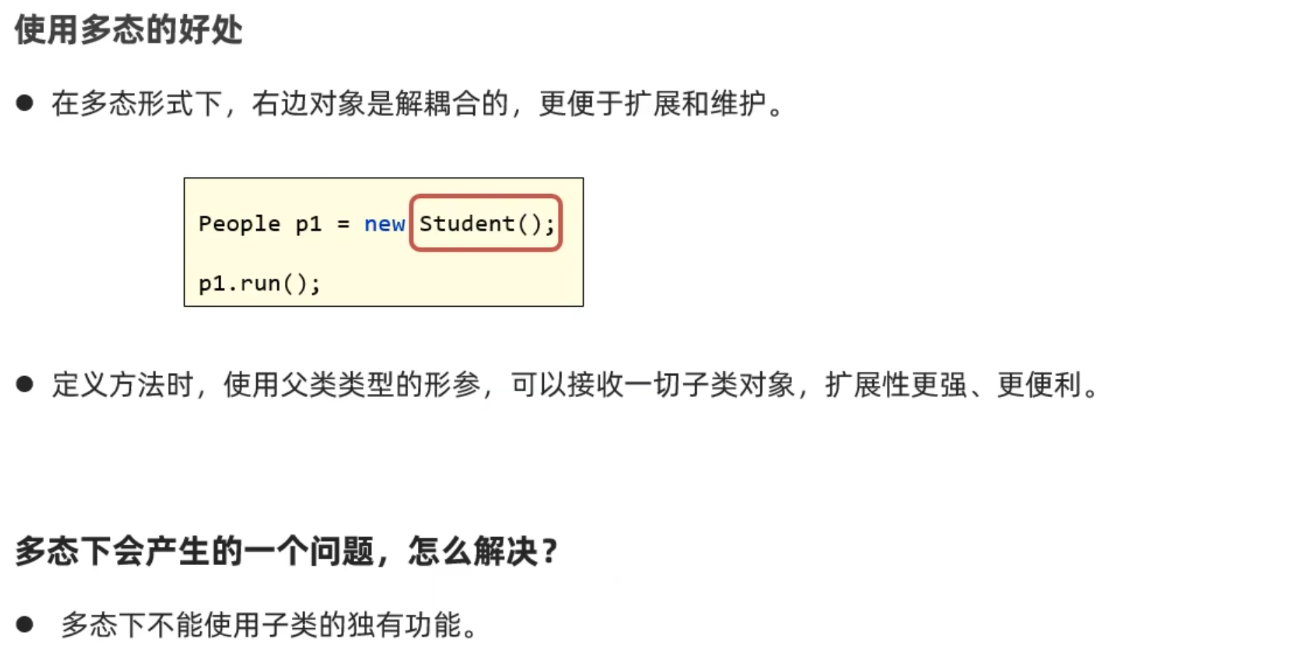 使用多态的好处
● 在多态形式下，右边对象是解耦合的，更便于扩展和维护。
People p1 = new Student();
p1.run();
● 定义方法时，使用父类类型的形参，可以接收一切子类对象，扩展性更强、更便利。
多态下会产生的一个问题，怎么解决？
● 多态下不能使用子类的独有功能。